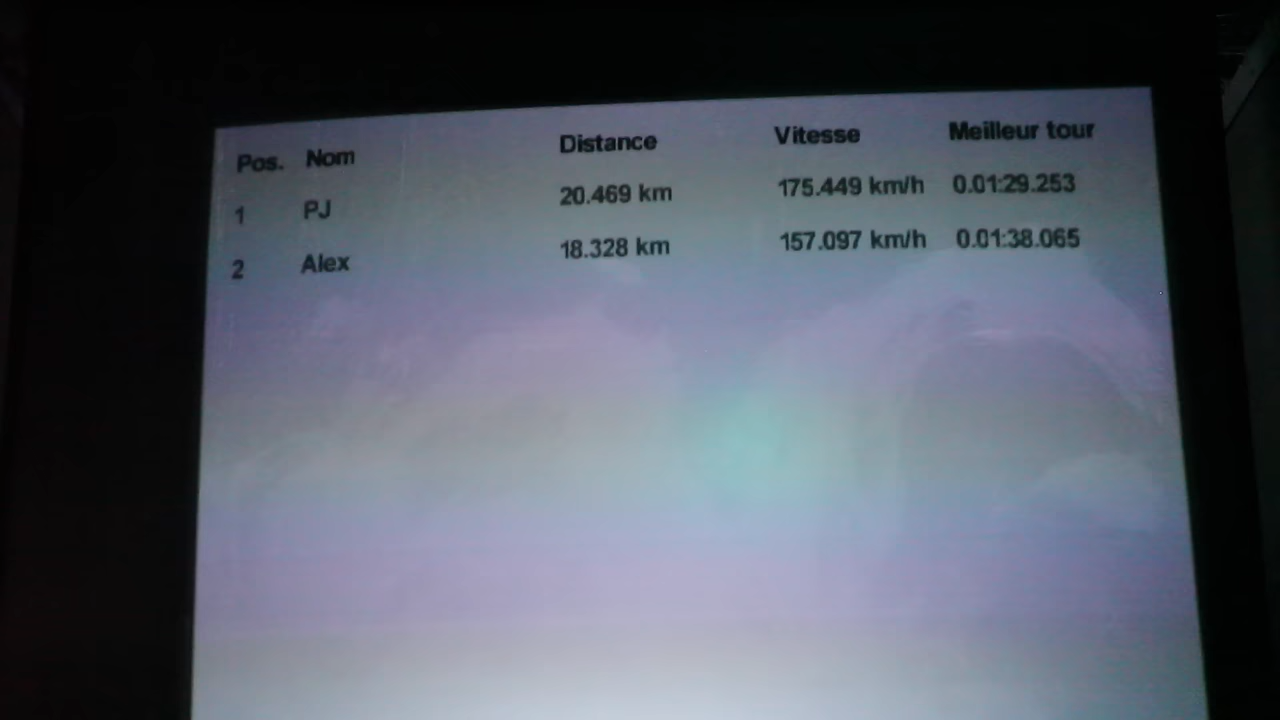 Pos. Nom Distance Vitesse Meilleur tour
1 PJ 20.469 km 175.449 km/h 0.01:29.253
2 Alex 18.328 km 157.097 km/h 0.01:38.065